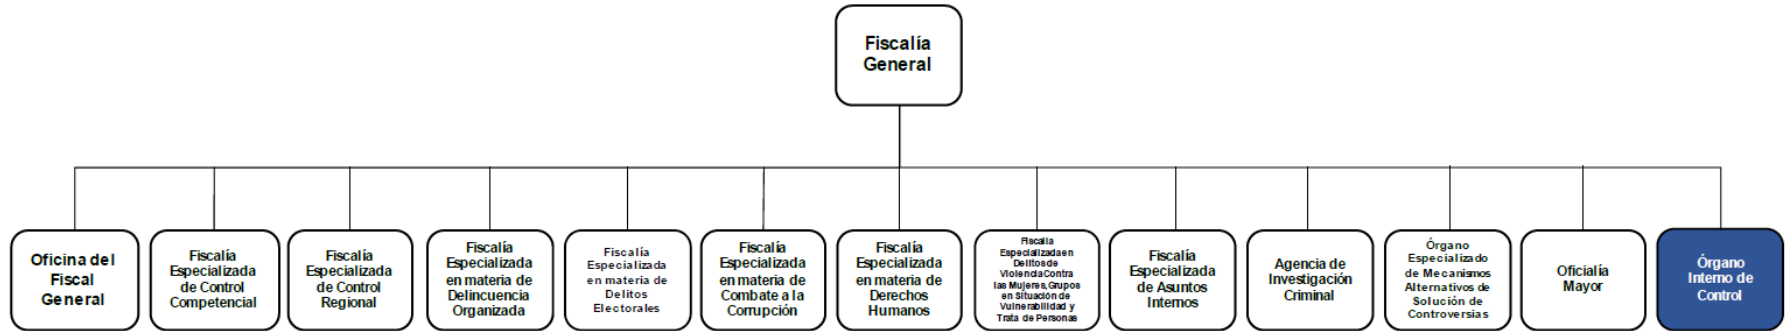 Fiscalía
General
Oficina del
Fiscal
General
Fiscalía
Especializada
de Control
Competencial
Fiscalía
Especializada
de Control
Regional
Fiscalía
Especializada
en materia de
Delincuencia
Organizada
Fiscalía
Especializada
en materia de
Delitos
Electorales
Fiscalía
Especializada
en materia de
Combate a la
Corrupción
Fiscalía
Especializada
en materia de
Derechos
Humanos
Fiscalía
Especializada en
Delitos de
Violencia Contra
las Mujeres, Grupos
en Situación de
Vulnerabilidad y
Trata de Personas
Fiscalía
Especializada
de Asuntos
Internos
Agencia de
Investigación
Criminal
Órgano
Especializado
de Mecanismos
Alternativos de
Solución de
Controversias
Oficialía
Mayor
Órgano
Interno de
Control